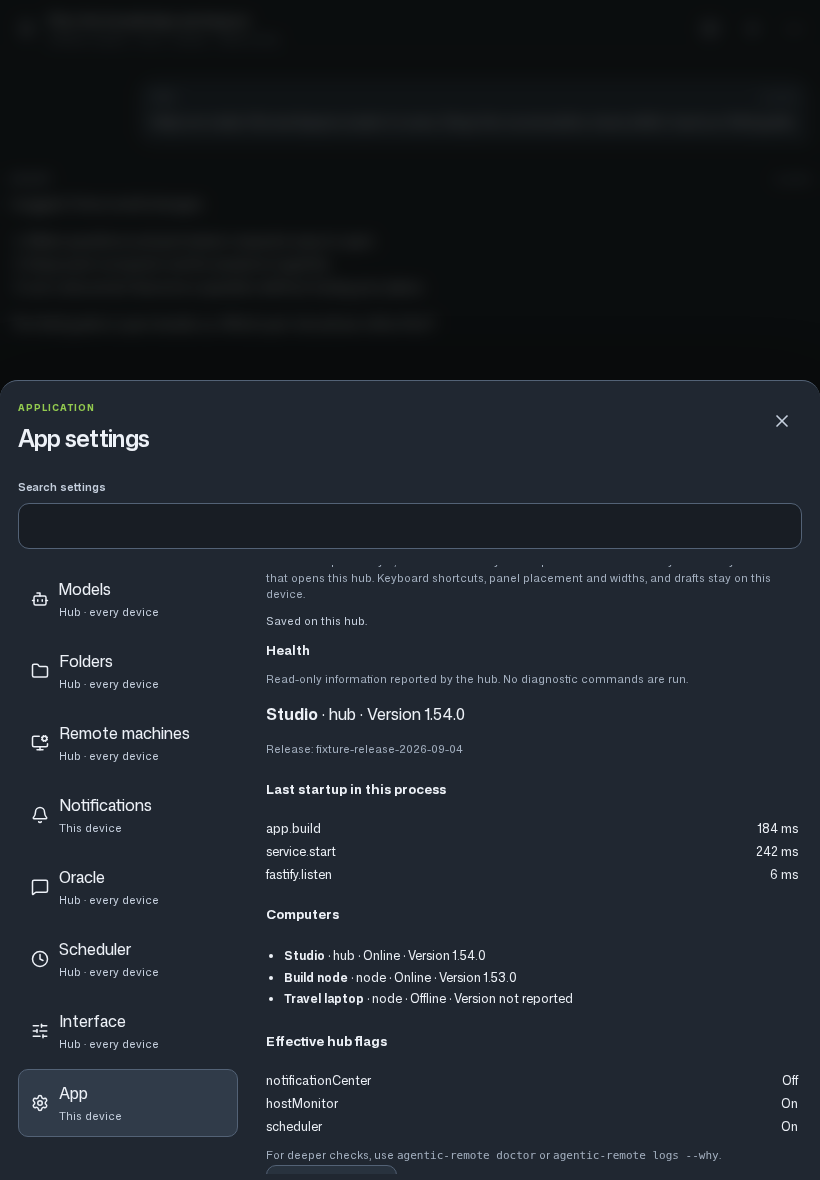 APPLICATION
App settings
Search settings
Models
Hub · every device
Folders
Hub · every device
Remote machines
Hub · every device
Notifications
This device
Oracle
Hub · every device
Scheduler
Hub · every device
Interface
Hub · every device
App
This device
that opens this hub. Keyboard shortcuts, panel placement and widths, and drafts stay on this
device.
Saved on this hub.
Health
Read-only information reported by the hub. No diagnostic commands are run.
Studio · hub · Version 1.54.0
Release: fixture-release-2026-09-04
Last startup in this process
app.build 184 ms
service.start 242 ms
fastify.listen 6 ms
Computers
• Studio · hub · Online · Version 1.54.0
• Build node · node · Online · Version 1.53.0
• Travel laptop · node · Offline · Version not reported
Effective hub flags
notificationCenter Off
hostMonitor On
scheduler On
For deeper checks, use agentic-remote doctor or agentic-remote logs --why.